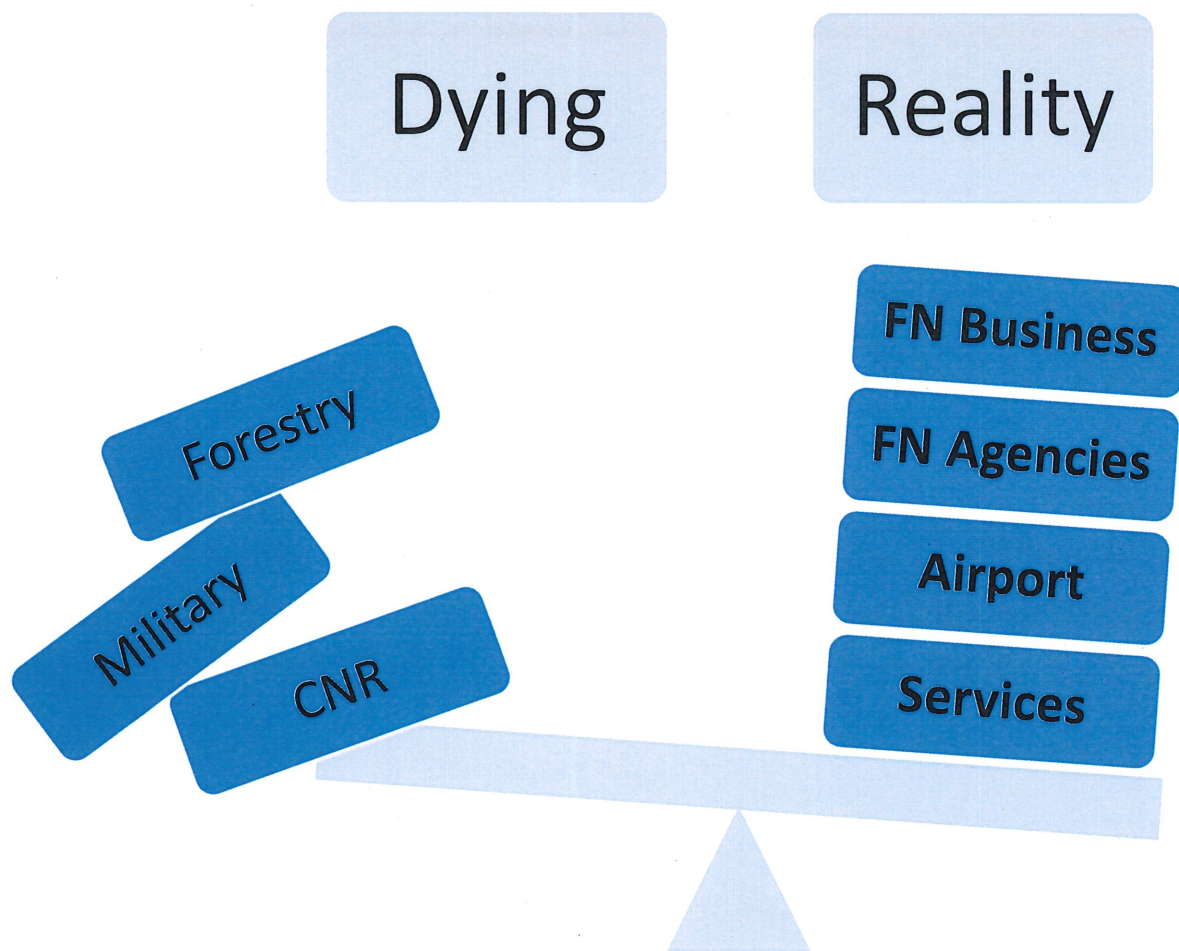 Dying
Reality
Forestry
Military
CNR
FN Business
FN Agencies
Airport
Services